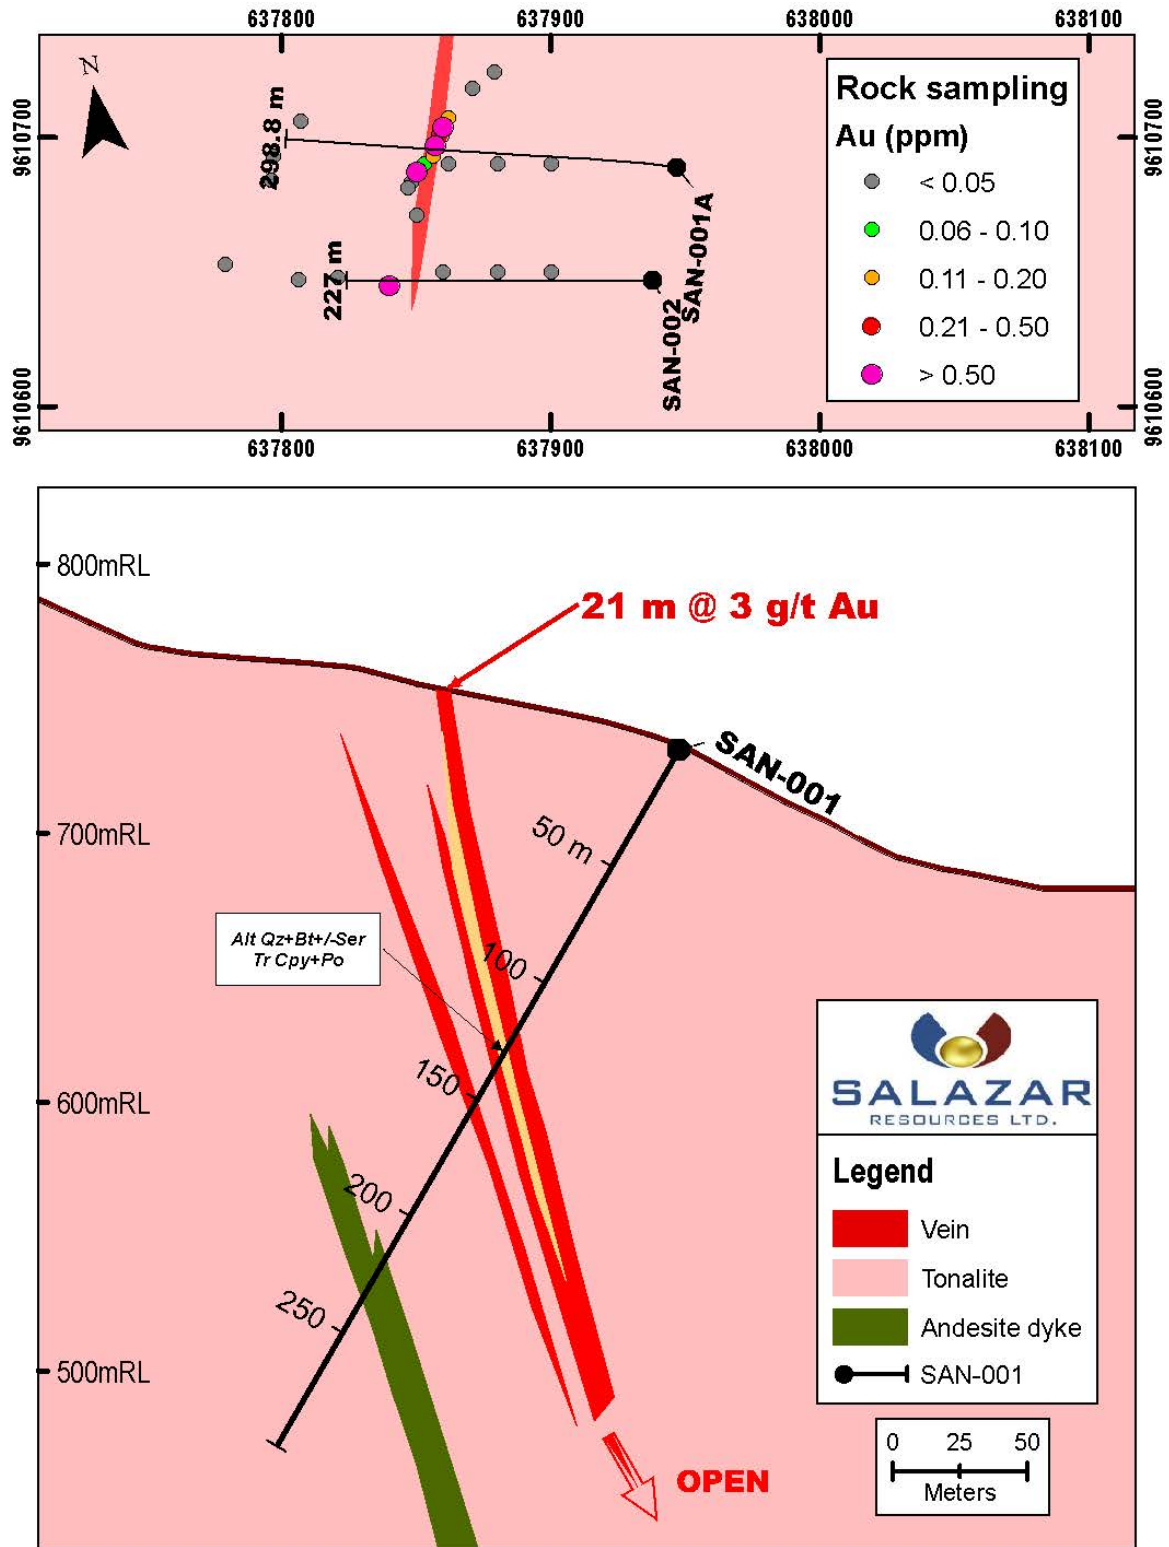 637800
637900
638000
638100
N
9610700
9610700
9610600
9610600
298.8 m
227 m
SAN-001A
SAN-002
Rock sampling
Au (ppm)
< 0.05
0.06 - 0.10
0.11 - 0.20
0.21 - 0.50
> 0.50
637800
637900
638000
638100
800mRL
21 m @ 3 g/t Au
SAN-001
700mRL
50 m
100
Alt Qz+Bt+/-Ser
Tr Cpy+Po
150
600mRL
200
250
500mRL
OPEN
SALAZAR
RESOURCES LTD.
Legend
Vein
Tonalite
Andesite dyke
SAN-001
0 25 50
Meters